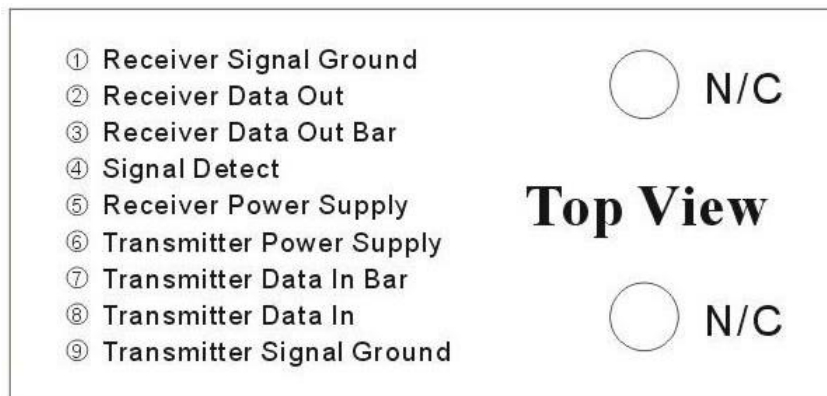 ① Receiver Signal Ground
② Receiver Data Out
③ Receiver Data Out Bar
④ Signal Detect
⑤ Receiver Power Supply
⑥ Transmitter Power Supply
⑦ Transmitter Data In Bar
⑧ Transmitter Data In
⑨ Transmitter Signal Ground
N/C
Top View
N/C